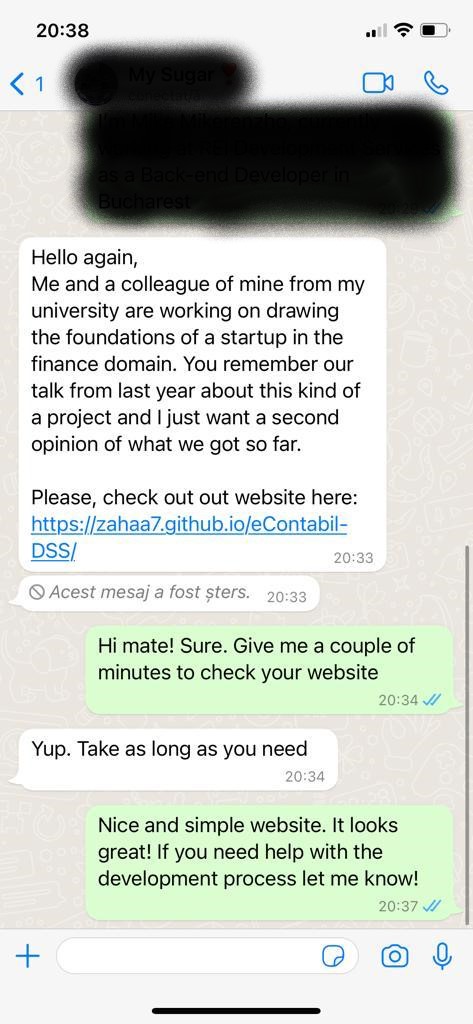 20:38
1
My Sugar
as a Back-end Developer in
Bucharest
Hello again,
Me and a colleague of mine from my
university are working on drawing
the foundations of a startup in the
finance domain. You remember our
talk from last year about this kind of
a project and I just want a second
opinion of what we got so far.
Please, check out out website here:
https://zahaa7.github.io/eContabil-
DSS/
20:33
Acest mesaj a fost șters. 20:33
Hi mate! Sure. Give me a couple of
minutes to check your website
20:34
Yup. Take as long as you need
20:34
Nice and simple website. It looks
great! If you need help with the
development process let me know!
20:37